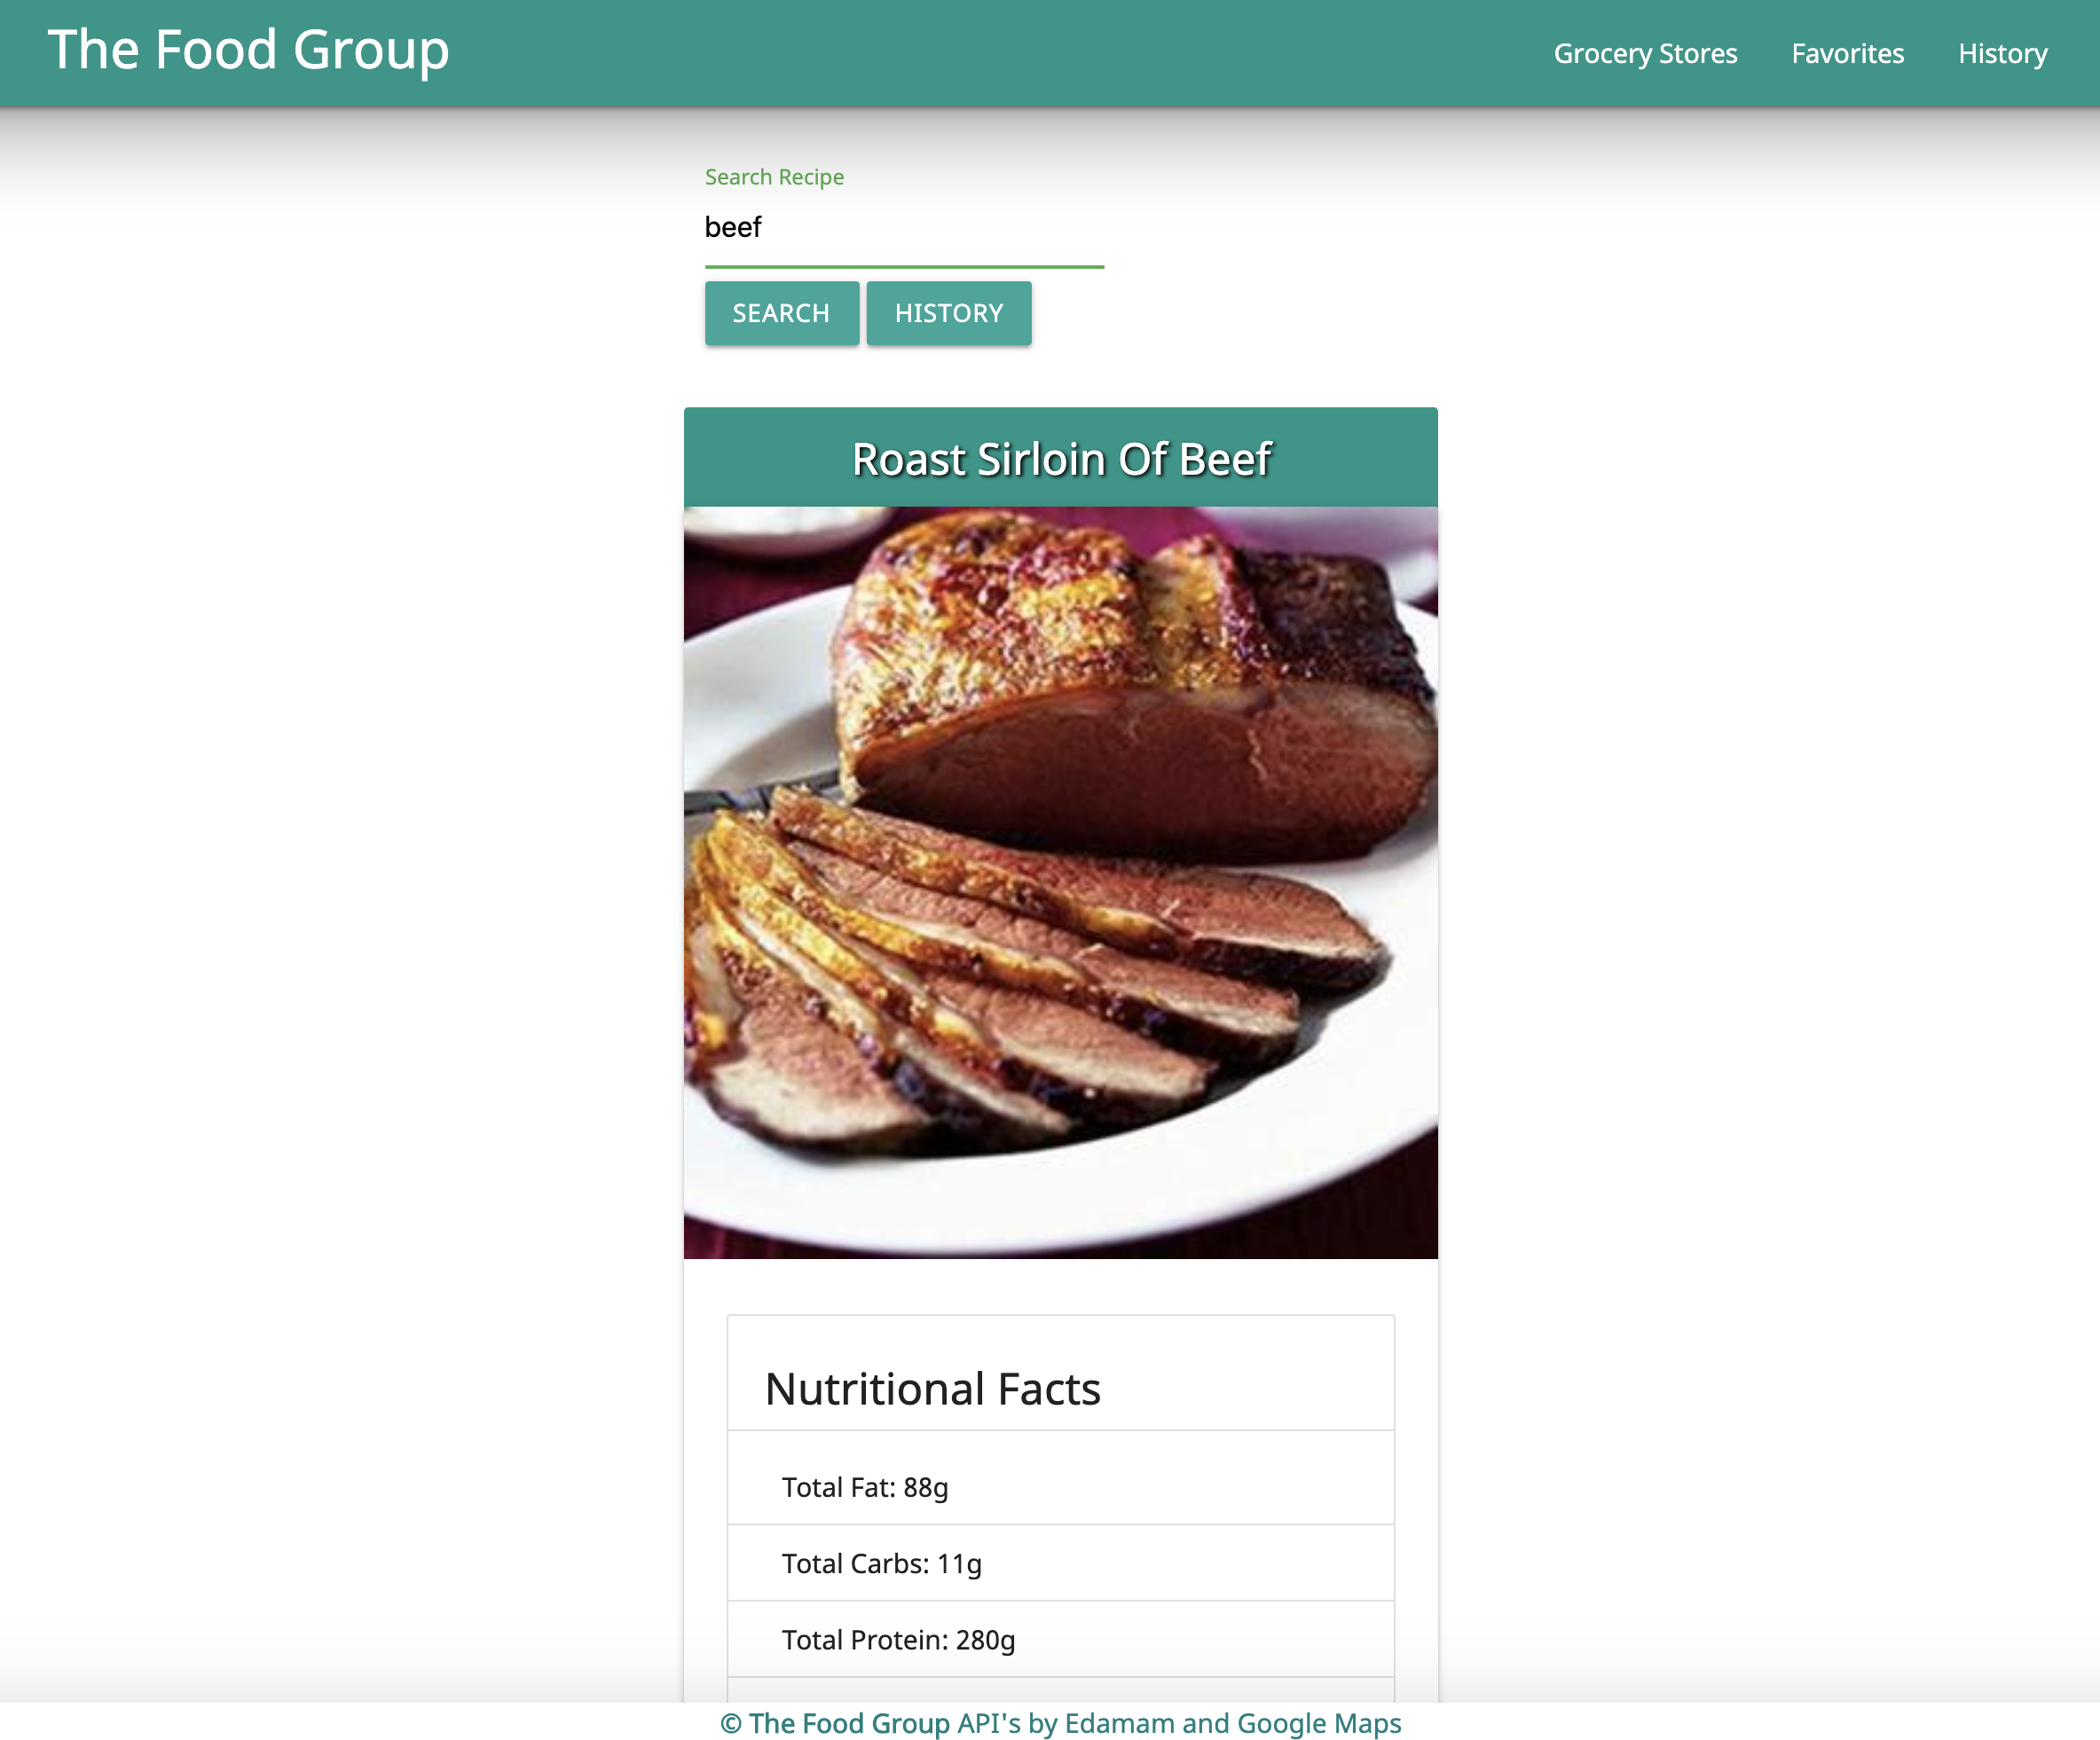 The Food Group
Grocery Stores Favorites History
Search Recipe
beef
SEARCH HISTORY
Roast Sirloin Of Beef
Nutritional Facts
Total Fat: 88g
Total Carbs: 11g
Total Protein: 280g
© The Food Group API's by Edamam and Google Maps